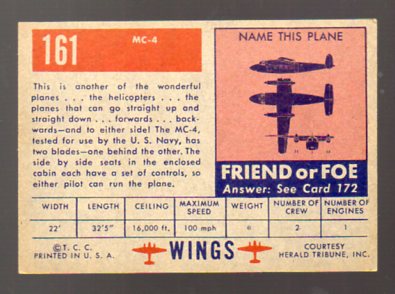 161
MC-4
This is another of the wonderful
planes . . . the helicopters . . . the
planes that can go straight up and
straight down . . . forwards . . . back-
wards—and to either side! The MC-4,
tested for use by the U. S. Navy, has
two blades—one behind the other. The
side by side seats in the enclosed
cabin each have a set of controls, so
either pilot can run the plane.
NAME THIS PLANE
FRIEND or FOE
Answer: See Card 172
WIDTH LENGTH CEILING MAXIMUM SPEED WEIGHT NUMBER OF CREW NUMBER OF ENGINES
22' 32'5" 16,000 ft. 100 mph 2 1
©T. C. C.
PRINTED IN U. S. A.
WINGS
COURTESY
HERALD TRIBUNE, INC.